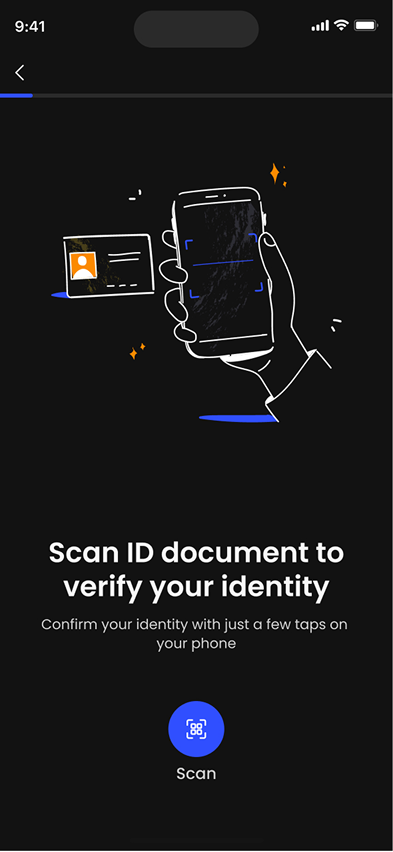 9:41
Scan ID document to
verify your identity
Confirm your identity with just a few taps on
your phone
Scan